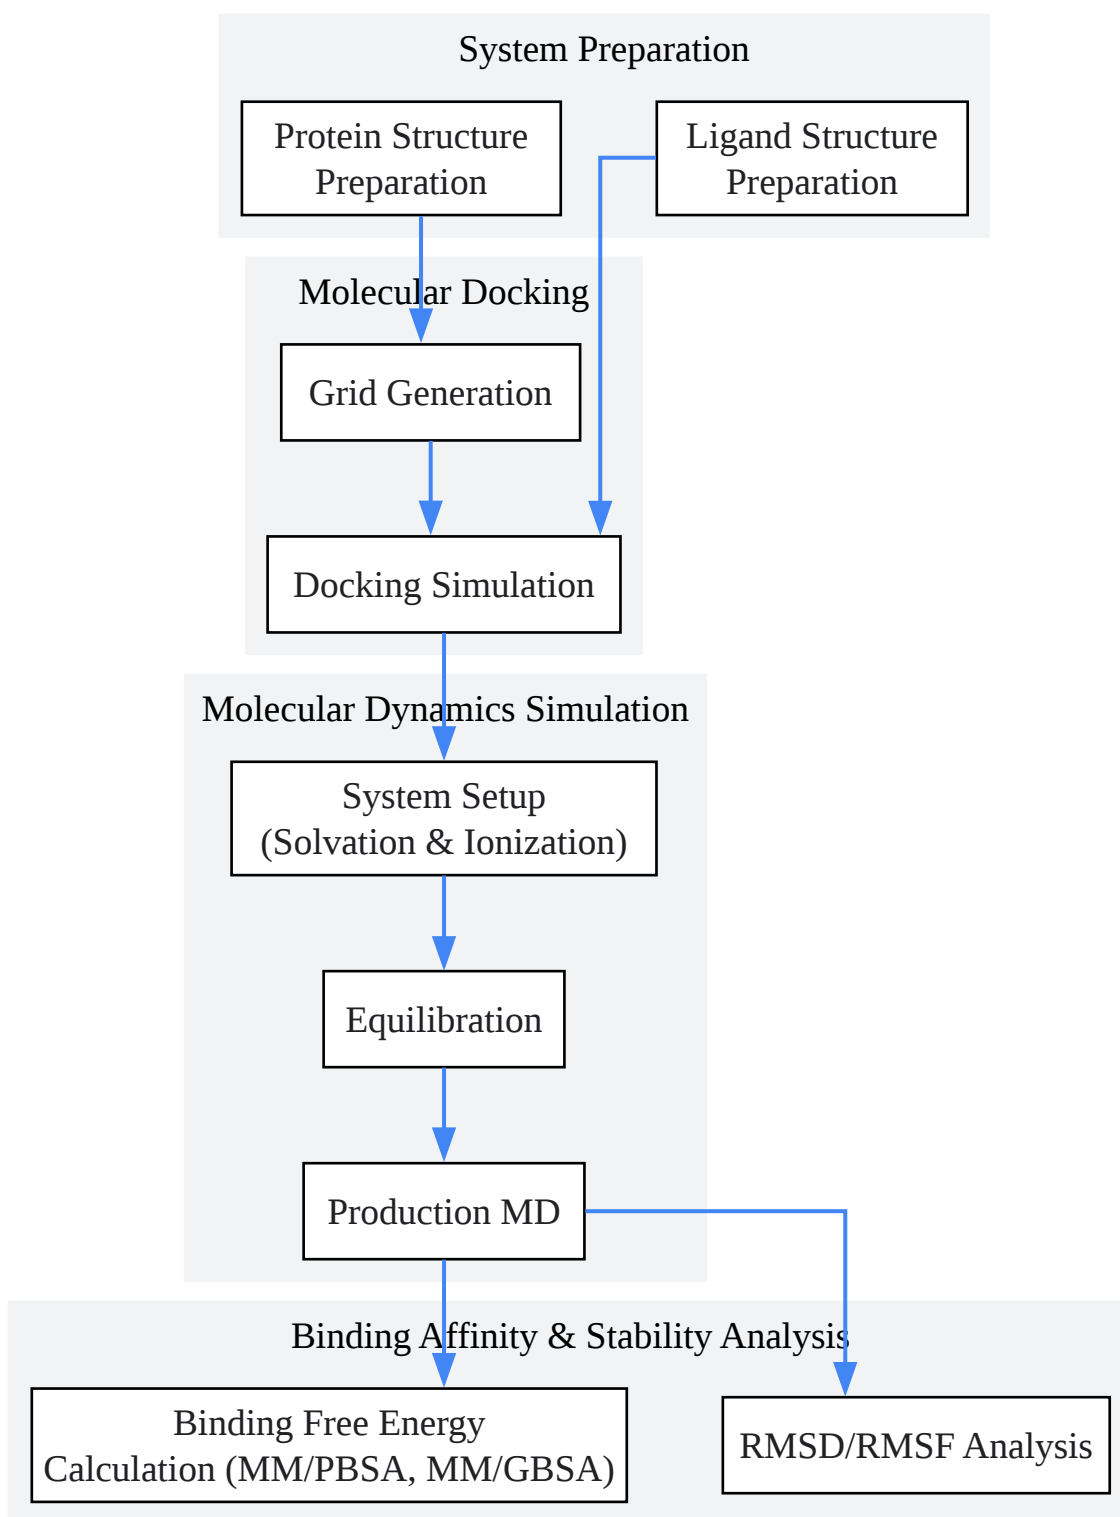 System Preparation
Protein Structure
Preparation
Ligand Structure
Preparation
Molecular Docking
Grid Generation
Docking Simulation
Molecular Dynamics Simulation
System Setup
(Solvation & Ionization)
Equilibration
Production MD
Binding Affinity & Stability Analysis
Binding Free Energy
Calculation (MM/PBSA, MM/GBSA)
RMSD/RMSF Analysis